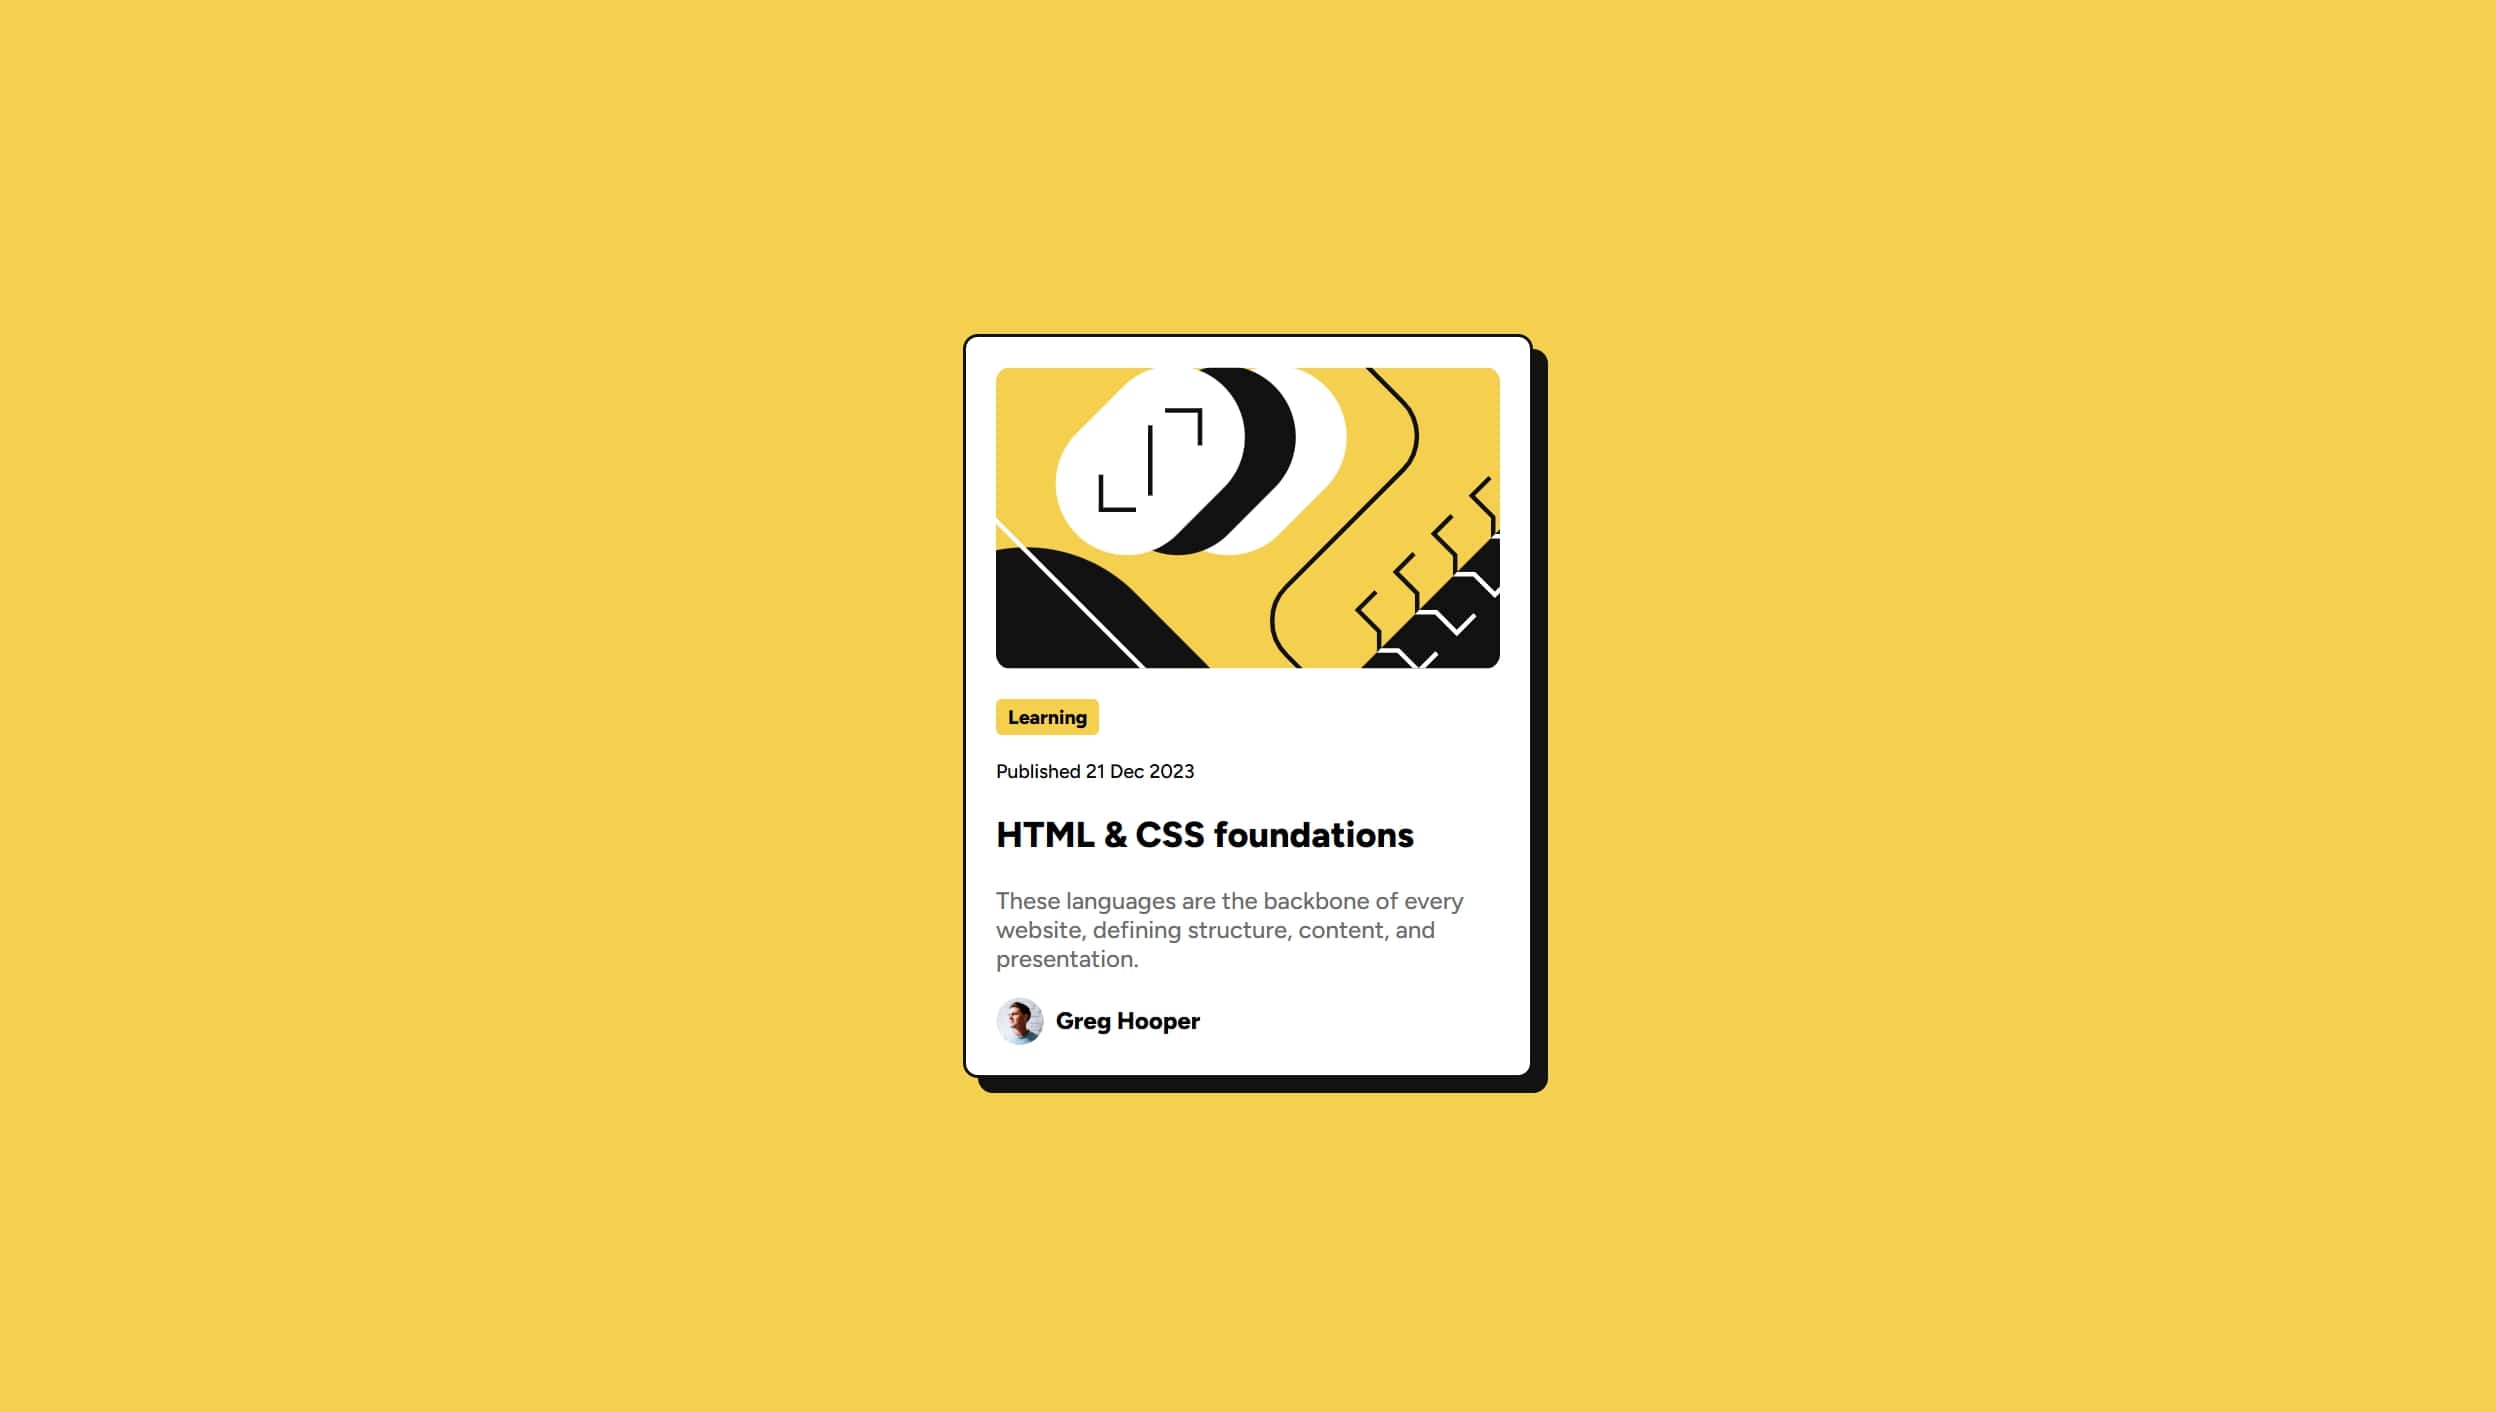 Learning
Published 21 Dec 2023
HTML & CSS foundations
These languages are the backbone of every
website, defining structure, content, and
presentation.
Greg Hooper